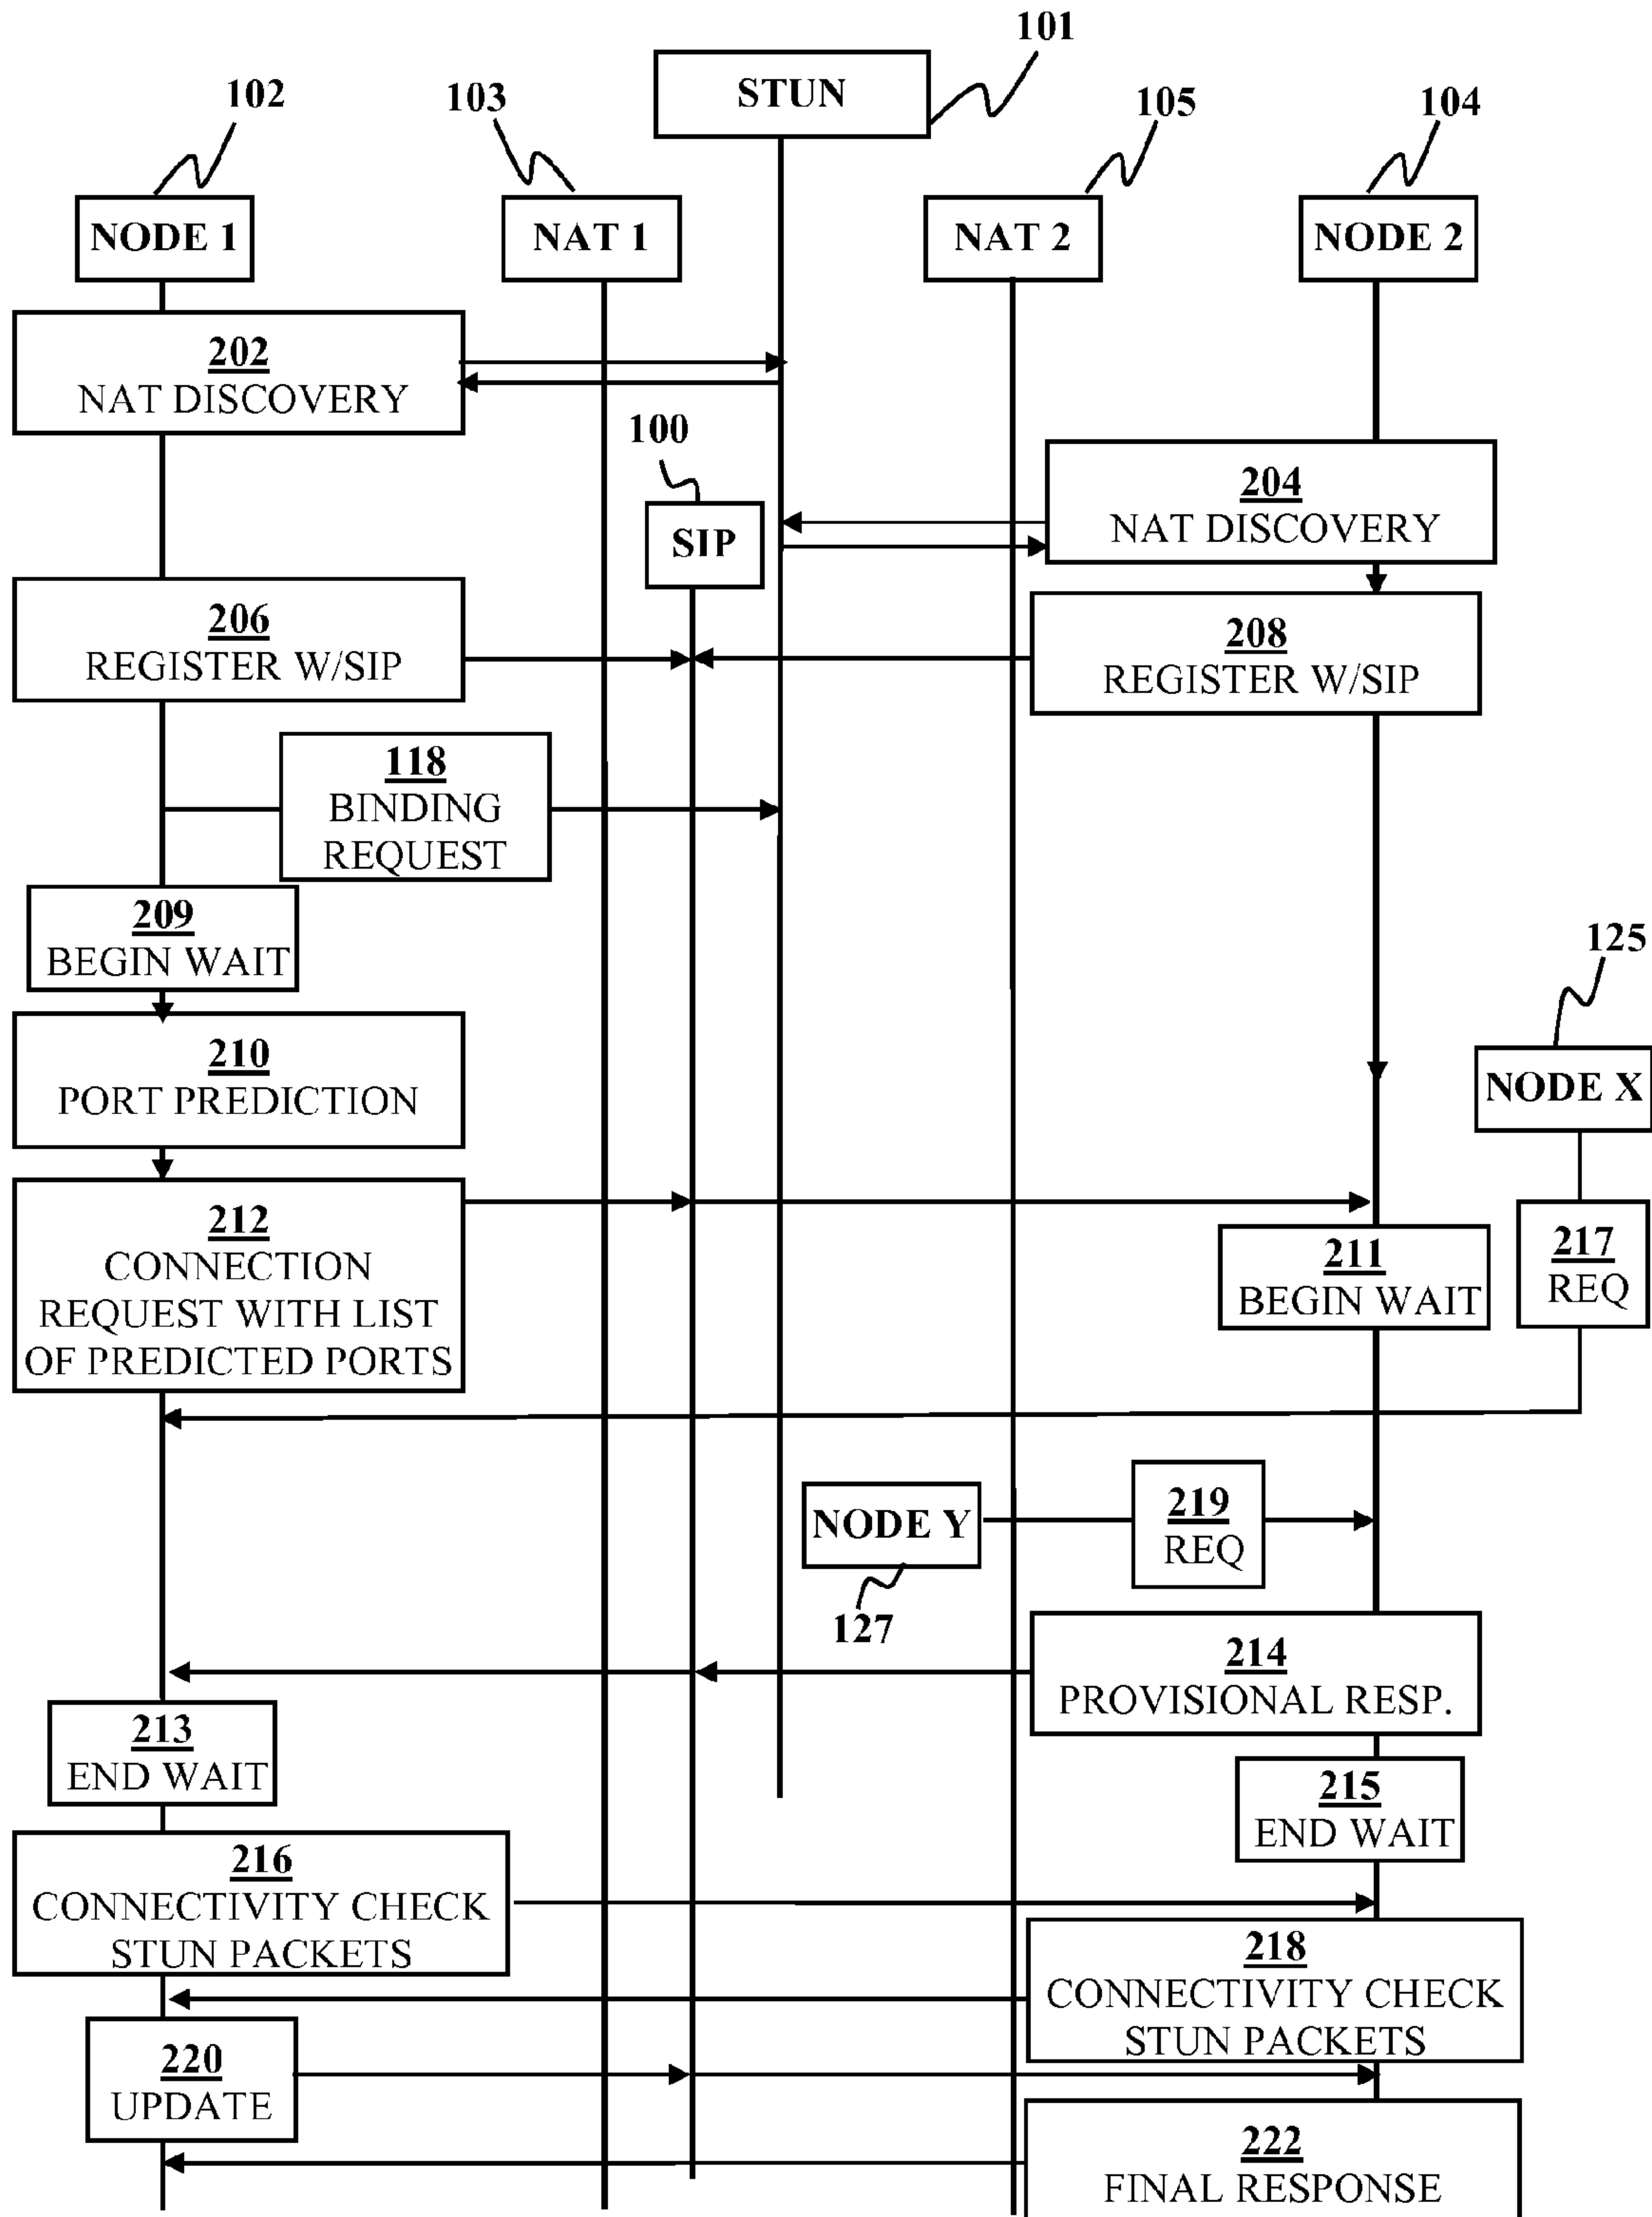 101
STUN
102
103
105
104
NODE 1
NAT 1
NAT 2
NODE 2
202
NAT DISCOVERY
100
SIP
204
NAT DISCOVERY
206
REGISTER W/SIP
208
REGISTER W/SIP
118
BINDING
REQUEST
209
BEGIN WAIT
125
NODE X
210
PORT PREDICTION
212
CONNECTION
REQUEST WITH LIST
OF PREDICTED PORTS
211
BEGIN WAIT
217
REQ
NODE Y
127
219
REQ
214
PROVISIONAL RESP.
213
END WAIT
215
END WAIT
216
CONNECTIVITY CHECK
STUN PACKETS
218
CONNECTIVITY CHECK
STUN PACKETS
220
UPDATE
222
FINAL RESPONSE